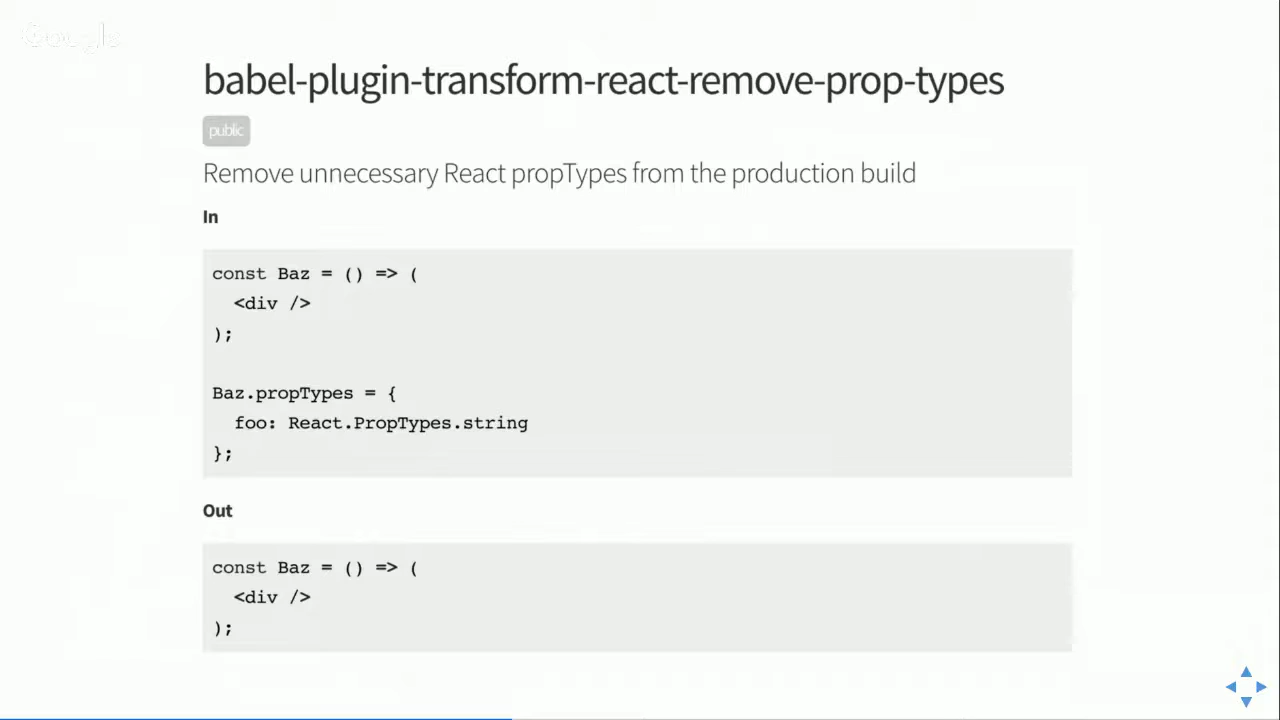 Google
babel-plugin-transform-react-remove-prop-types
public
Remove unnecessary React propTypes from the production build
In
const Baz = () => (
  <div />
);
Baz.propTypes = {
  foo: React.PropTypes.string
};
Out
const Baz = () => (
  <div />
);